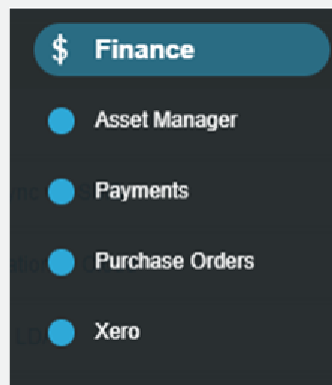 $ Finance
Asset Manager
Payments
Purchase Orders
Xero